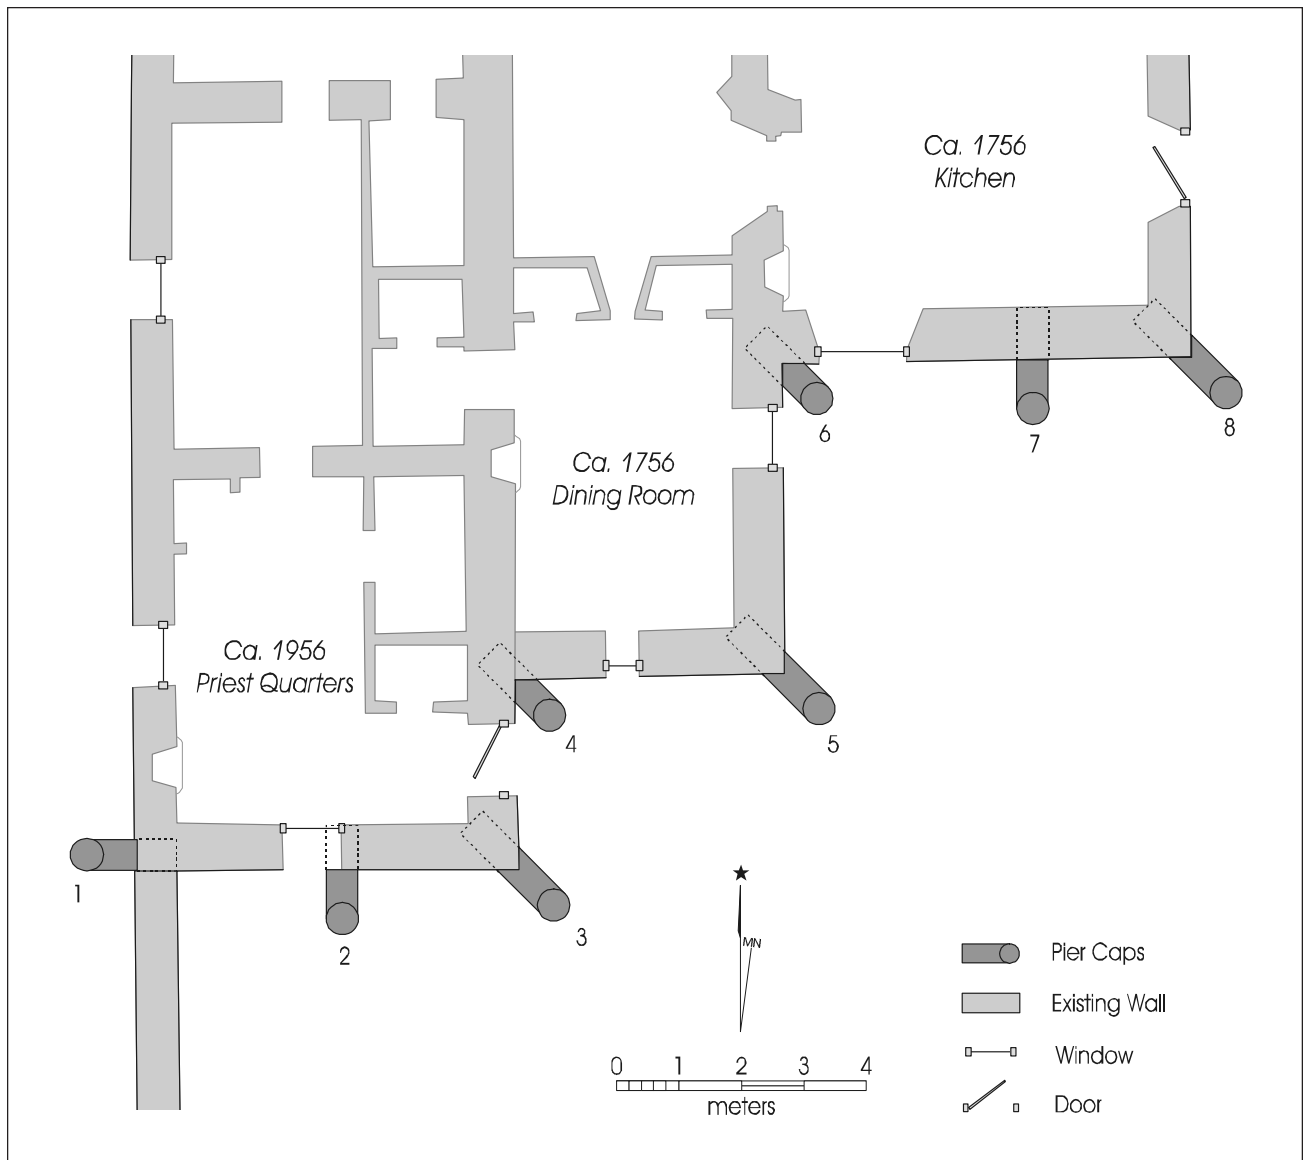 Ca. 1756
Kitchen
6
7
8
Ca. 1756
Dining Room
Ca. 1956
Priest Quarters
4
5
1
2
3
MN
Pier Caps
Existing Wall
Window
Door
0 1 2 3 4
meters